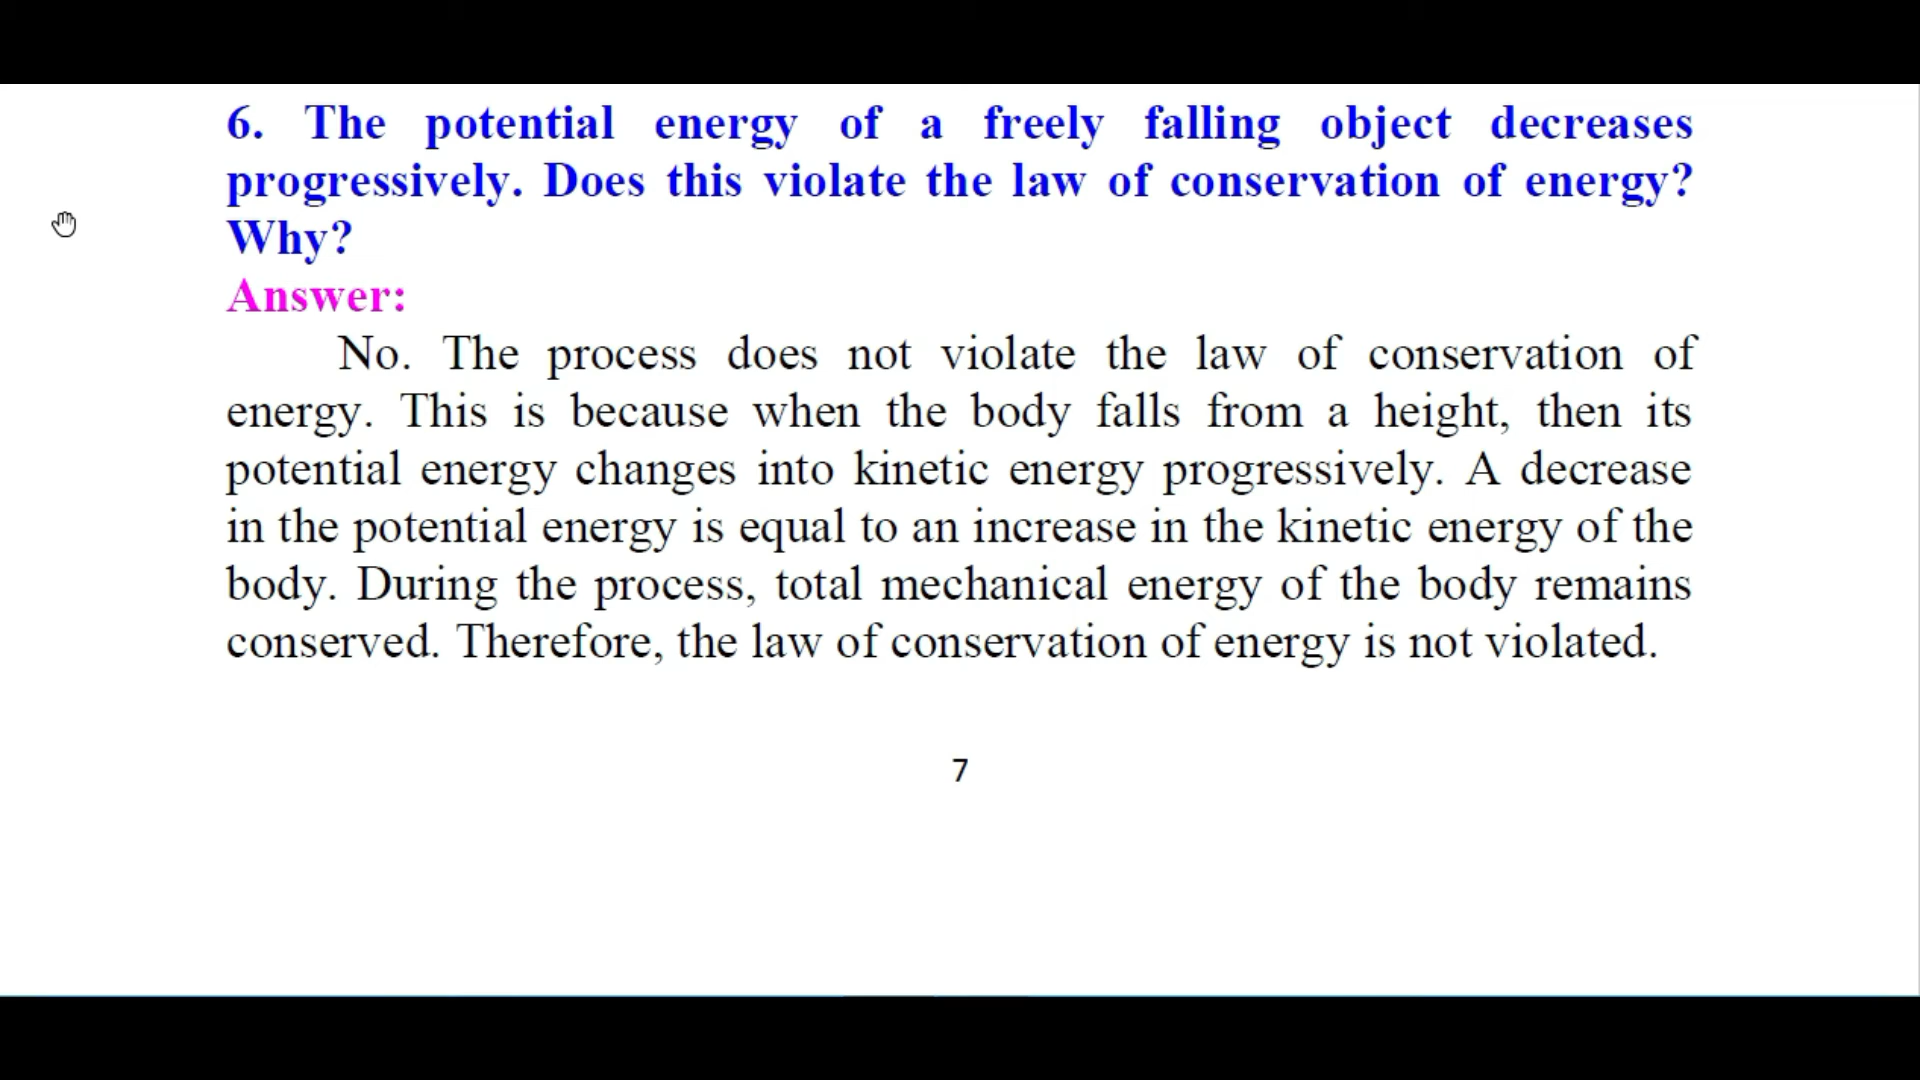 6. The potential energy of a freely falling object decreases
progressively. Does this violate the law of conservation of energy?
Why?
Answer:
No. The process does not violate the law of conservation of
energy. This is because when the body falls from a height, then its
potential energy changes into kinetic energy progressively. A decrease
in the potential energy is equal to an increase in the kinetic energy of the
body. During the process, total mechanical energy of the body remains
conserved. Therefore, the law of conservation of energy is not violated.
7